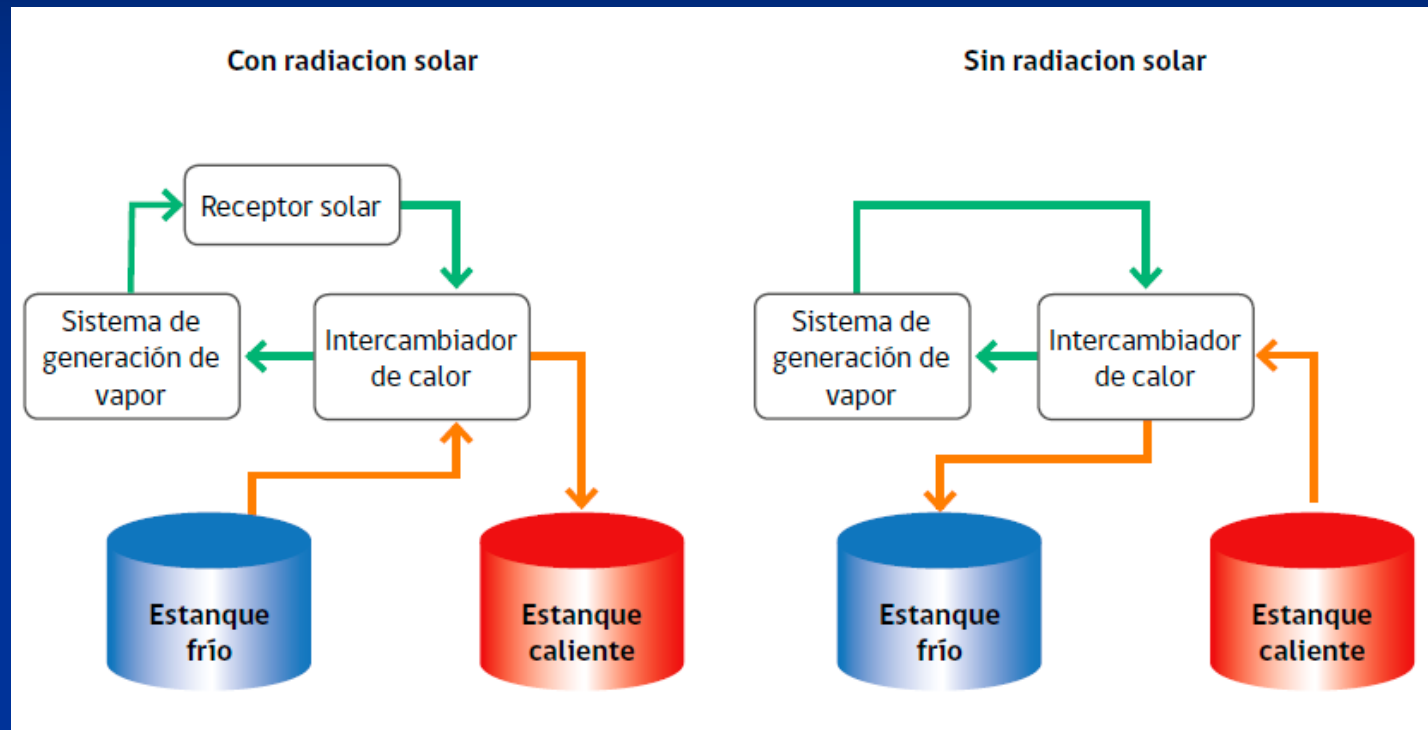 Con radiacion solar
Receptor solar
Sistema de
generación de
vapor
Intercambiador
de calor
Estanque
frío
Estanque
caliente
Sin radiacion solar
Sistema de
generación de
vapor
Intercambiador
de calor
Estanque
frío
Estanque
caliente